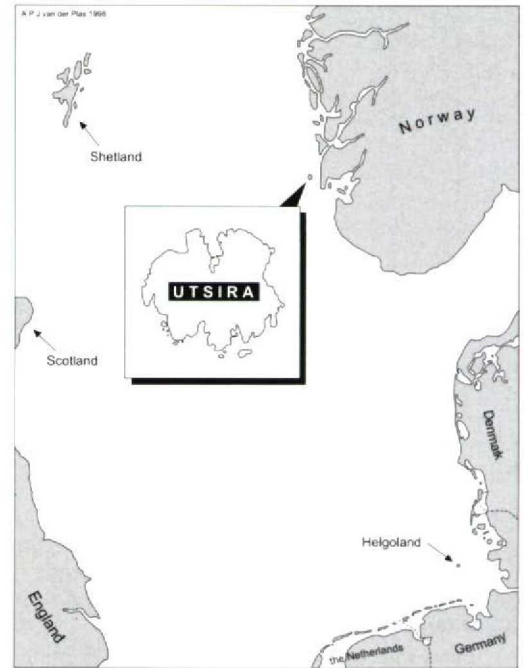 A P J van der Plas 1998
Norway
Shetland
UTSIRA
Scotland
Denmark
Helgoland
England
the Netherlands
Germany